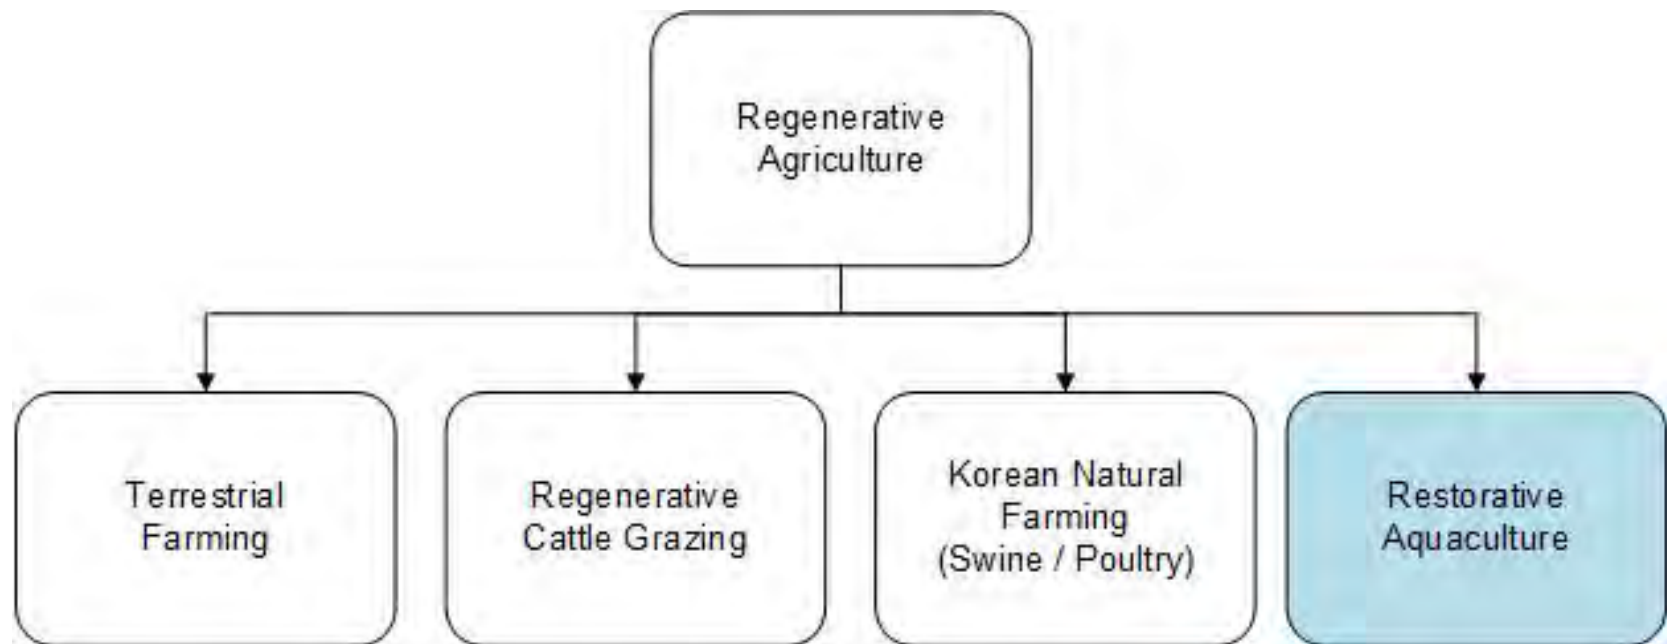 Regenerative
Agriculture
Terrestrial
Farming
Regenerative
Cattle Grazing
Korean Natural
Farming
(Swine / Poultry)
Restorative
Aquaculture